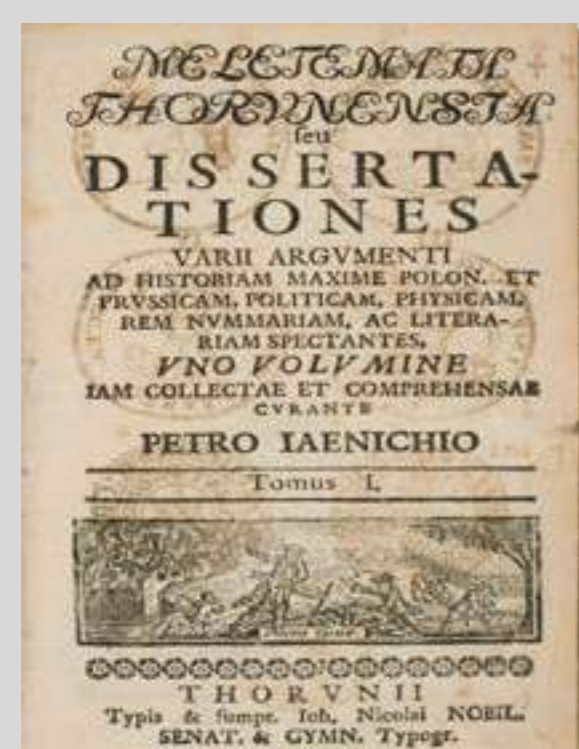 MELETEMATA
THORVNENSIA
seu
DISSERTA-
TIONES
VARII ARGVMENTI
AD HISTORIAM MAXIME POLON. ET
PRVSSICAM, POLITICAM, PHYSICAM,
REM NVMMARIAM, AC LITERA-
RIAM SPECTANTES,
VNO VOLVMINE
IAM COLLECTAE ET COMPREHENSAE
CVRANTE
PETRO IAENICHIO
Tomus I.
THORVNII
Typis & sumpt. Ioh. Nicolai NOBIL.
SENAT. & GYMN. Typogr.